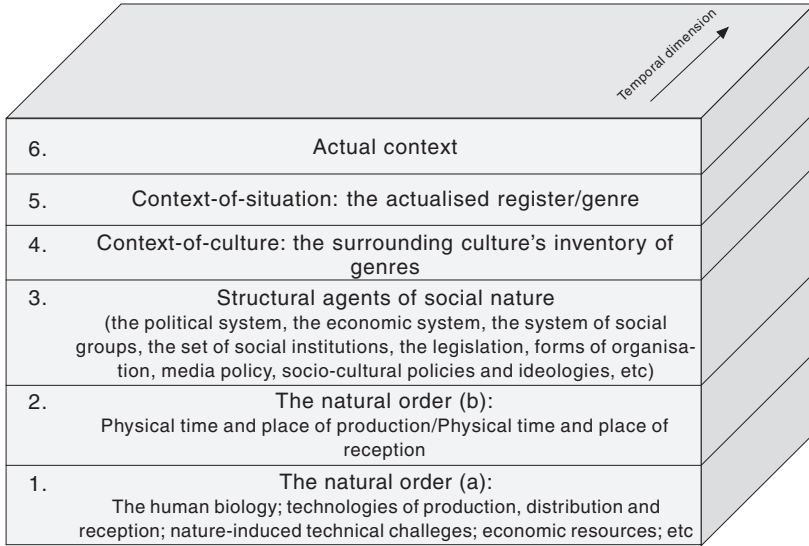 Temporal dimension
6. Actual context
5. Context-of-situation: the actualised register/genre
4. Context-of-culture: the surrounding culture's inventory of
genres
3. Structural agents of social nature
(the political system, the economic system, the system of social
groups, the set of social institutions, the legislation, forms of organisa-
tion, media policy, socio-cultural policies and ideologies, etc)
2. The natural order (b):
Physical time and place of production/Physical time and place of
reception
1. The natural order (a):
The human biology; technologies of production, distribution and
reception; nature-induced technical challeges; economic resources; etc